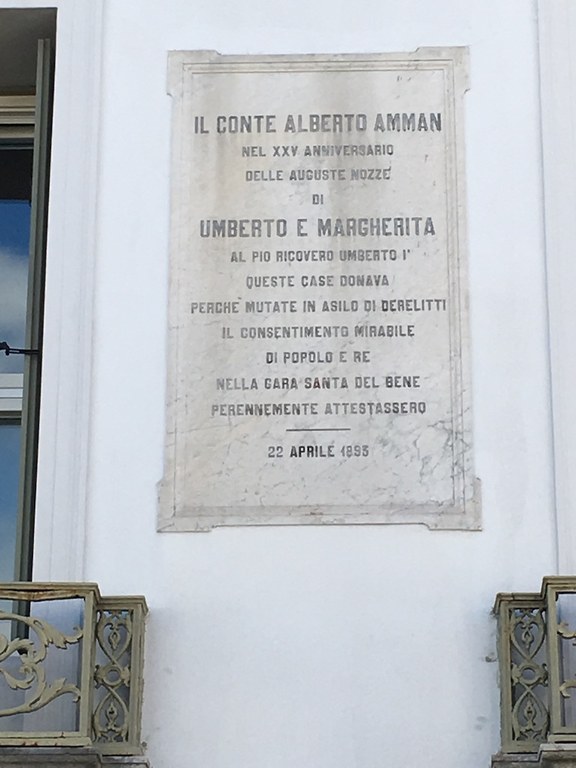 IL CONTE ALBERTO AMMAN
NEL XXV ANNIVERSARIO
DELLE AUGUSTE NOZZE
DI
UMBERTO E MARGHERITA
AL PIO RICOVERO UMBERTO I°
QUESTE CASE DONAVA
PERCHE' MUTATE IN ASILO DI DERELITTI
IL CONSENTIMENTO MIRABILE
DI POPOLO E RE
NELLA GARA SANTA DEL BENE
PERENNEMENTE ATTESTASSERO
22 APRILE 1893